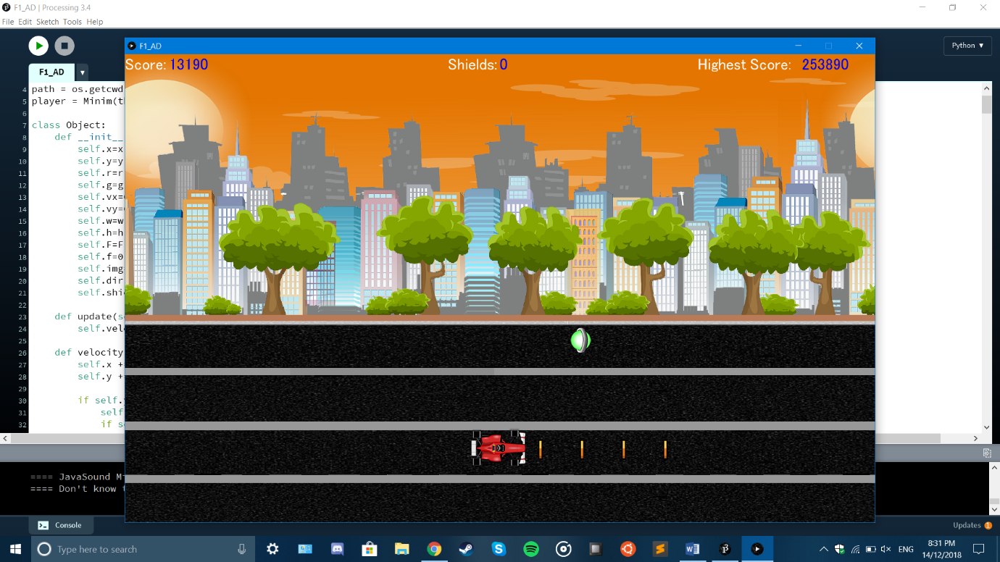 F1_AD | Processing 3.4
File Edit Sketch Tools Help
Python ▼
F1_AD
F1_AD
Score: 13190 Shields: 0 Highest Score: 253890
4 path = os.getcwd
5 player = Minim(th
6
7 class Object:
8 def __init__
9 self.x=x
10 self.y=y
11 self.r=r
12 self.g=g
13 self.vx=
14 self.vy=
15 self.w=w
16 self.h=h
17 self.F=F
18 self.f=0
19 self.img
20 self.dir
21 self.shi
22
23 def update(se
24 self.velo
25
26 def velocity
27 self.x +
28 self.y +
29
30 if self.
31 self
32 if se
==== JavaSound Mi
==== Don't know t
Console
Updates 1
Type here to search
ENG
8:31 PM
14/12/2018